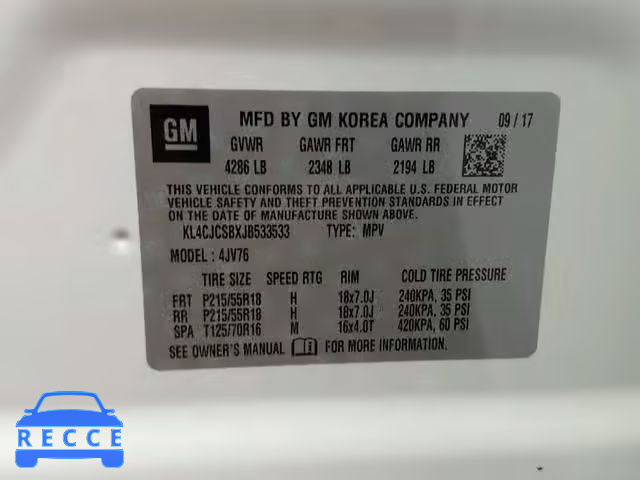 GM
MFD BY GM KOREA COMPANY 09/17
GVWR GAWR FRT GAWR RR
4286 LB 2348 LB 2194 LB
THIS VEHICLE CONFORMS TO ALL APPLICABLE U.S. FEDERAL MOTOR
VEHICLE SAFETY AND THEFT PREVENTION STANDARDS IN EFFECT ON
THE DATE OF MANUFACTURE SHOWN ABOVE.
KL4CJCSBXJB533533 TYPE: MPV
MODEL: 4JV76
TIRE SIZE SPEED RTG RIM COLD TIRE PRESSURE
FRT P215/55R18 H 18x7.0J 240KPA, 35 PSI
RR P215/55R18 H 18x7.0J 240KPA, 35 PSI
SPA T125/70R16 M 16x4.0T 420KPA, 60 PSI
SEE OWNER'S MANUAL FOR MORE INFORMATION
RECCE